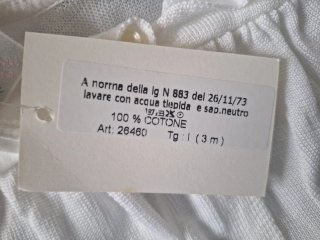 A norma della lg N 883 del 26/11/73
lavare con acqua tiepida e sap.neutro
100 % COTONE
Art: 26460 Tg : I ( 3 m )